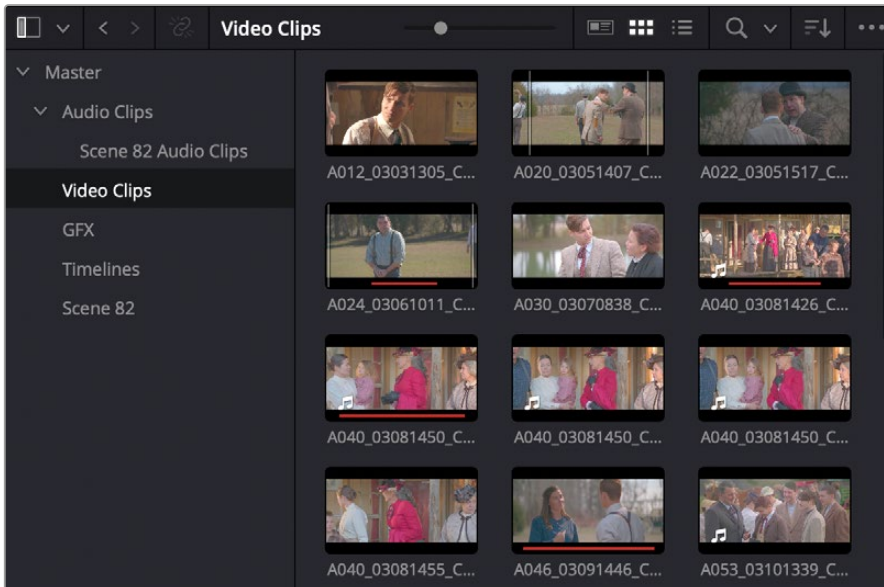 Video Clips
Master
Audio Clips
Scene 82 Audio Clips
Video Clips
GFX
Timelines
Scene 82
A012_03031305_C...
A020_03051407_C...
A022_03051517_C...
A024_03061011_C...
A030_03070838_C...
A040_03081426_C...
A040_03081450_C...
A040_03081450_C...
A040_03081450_C...
A040_03081455_C...
A046_03091446_C...
A053_03101339_C...